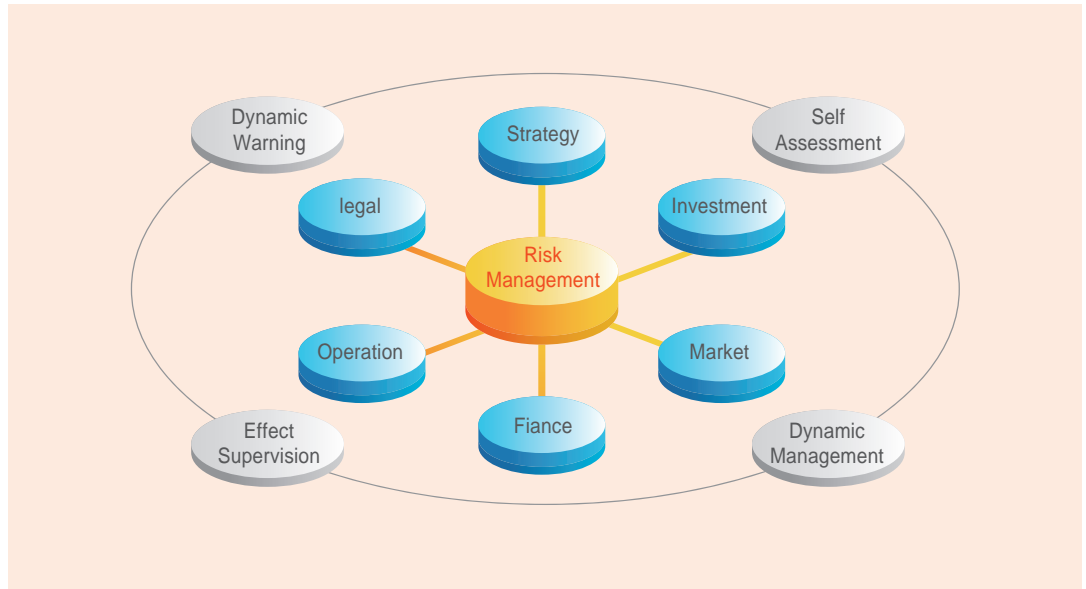 Dynamic
Warning
Self
Assessment
Strategy
legal
Investment
Risk
Management
Operation
Market
Fiance
Effect
Supervision
Dynamic
Management